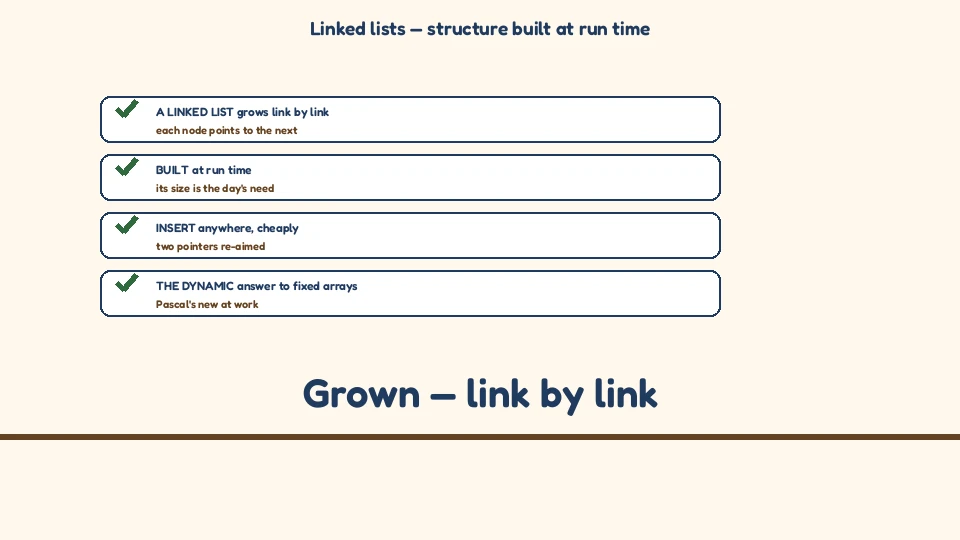 Linked lists — structure built at run time
A LINKED LIST grows link by link
each node points to the next
BUILT at run time
its size is the day's need
INSERT anywhere, cheaply
two pointers re-aimed
THE DYNAMIC answer to fixed arrays
Pascal's new at work
Grown — link by link